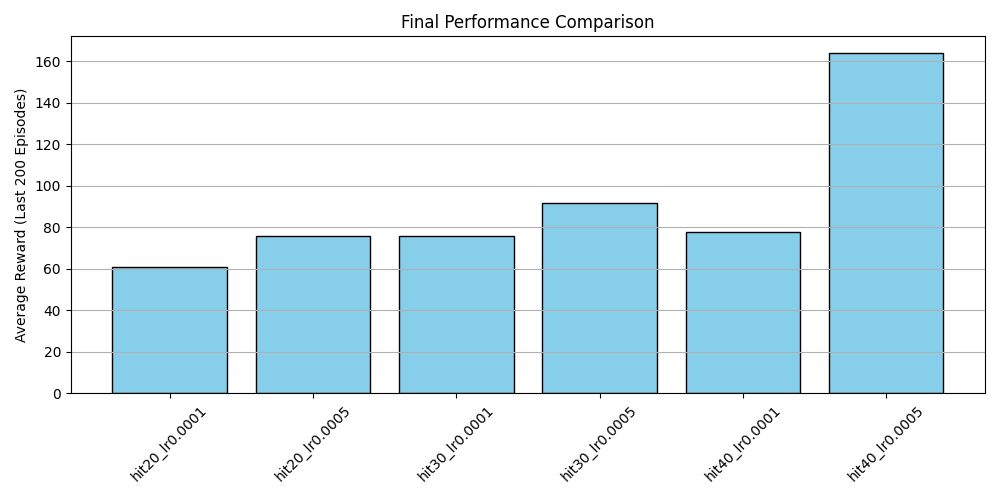 Final Performance Comparison
Average Reward (Last 200 Episodes)
160
140
120
100
80
60
40
20
0
hit20_lr0.0001
hit20_lr0.0005
hit30_lr0.0001
hit30_lr0.0005
hit40_lr0.0001
hit40_lr0.0005